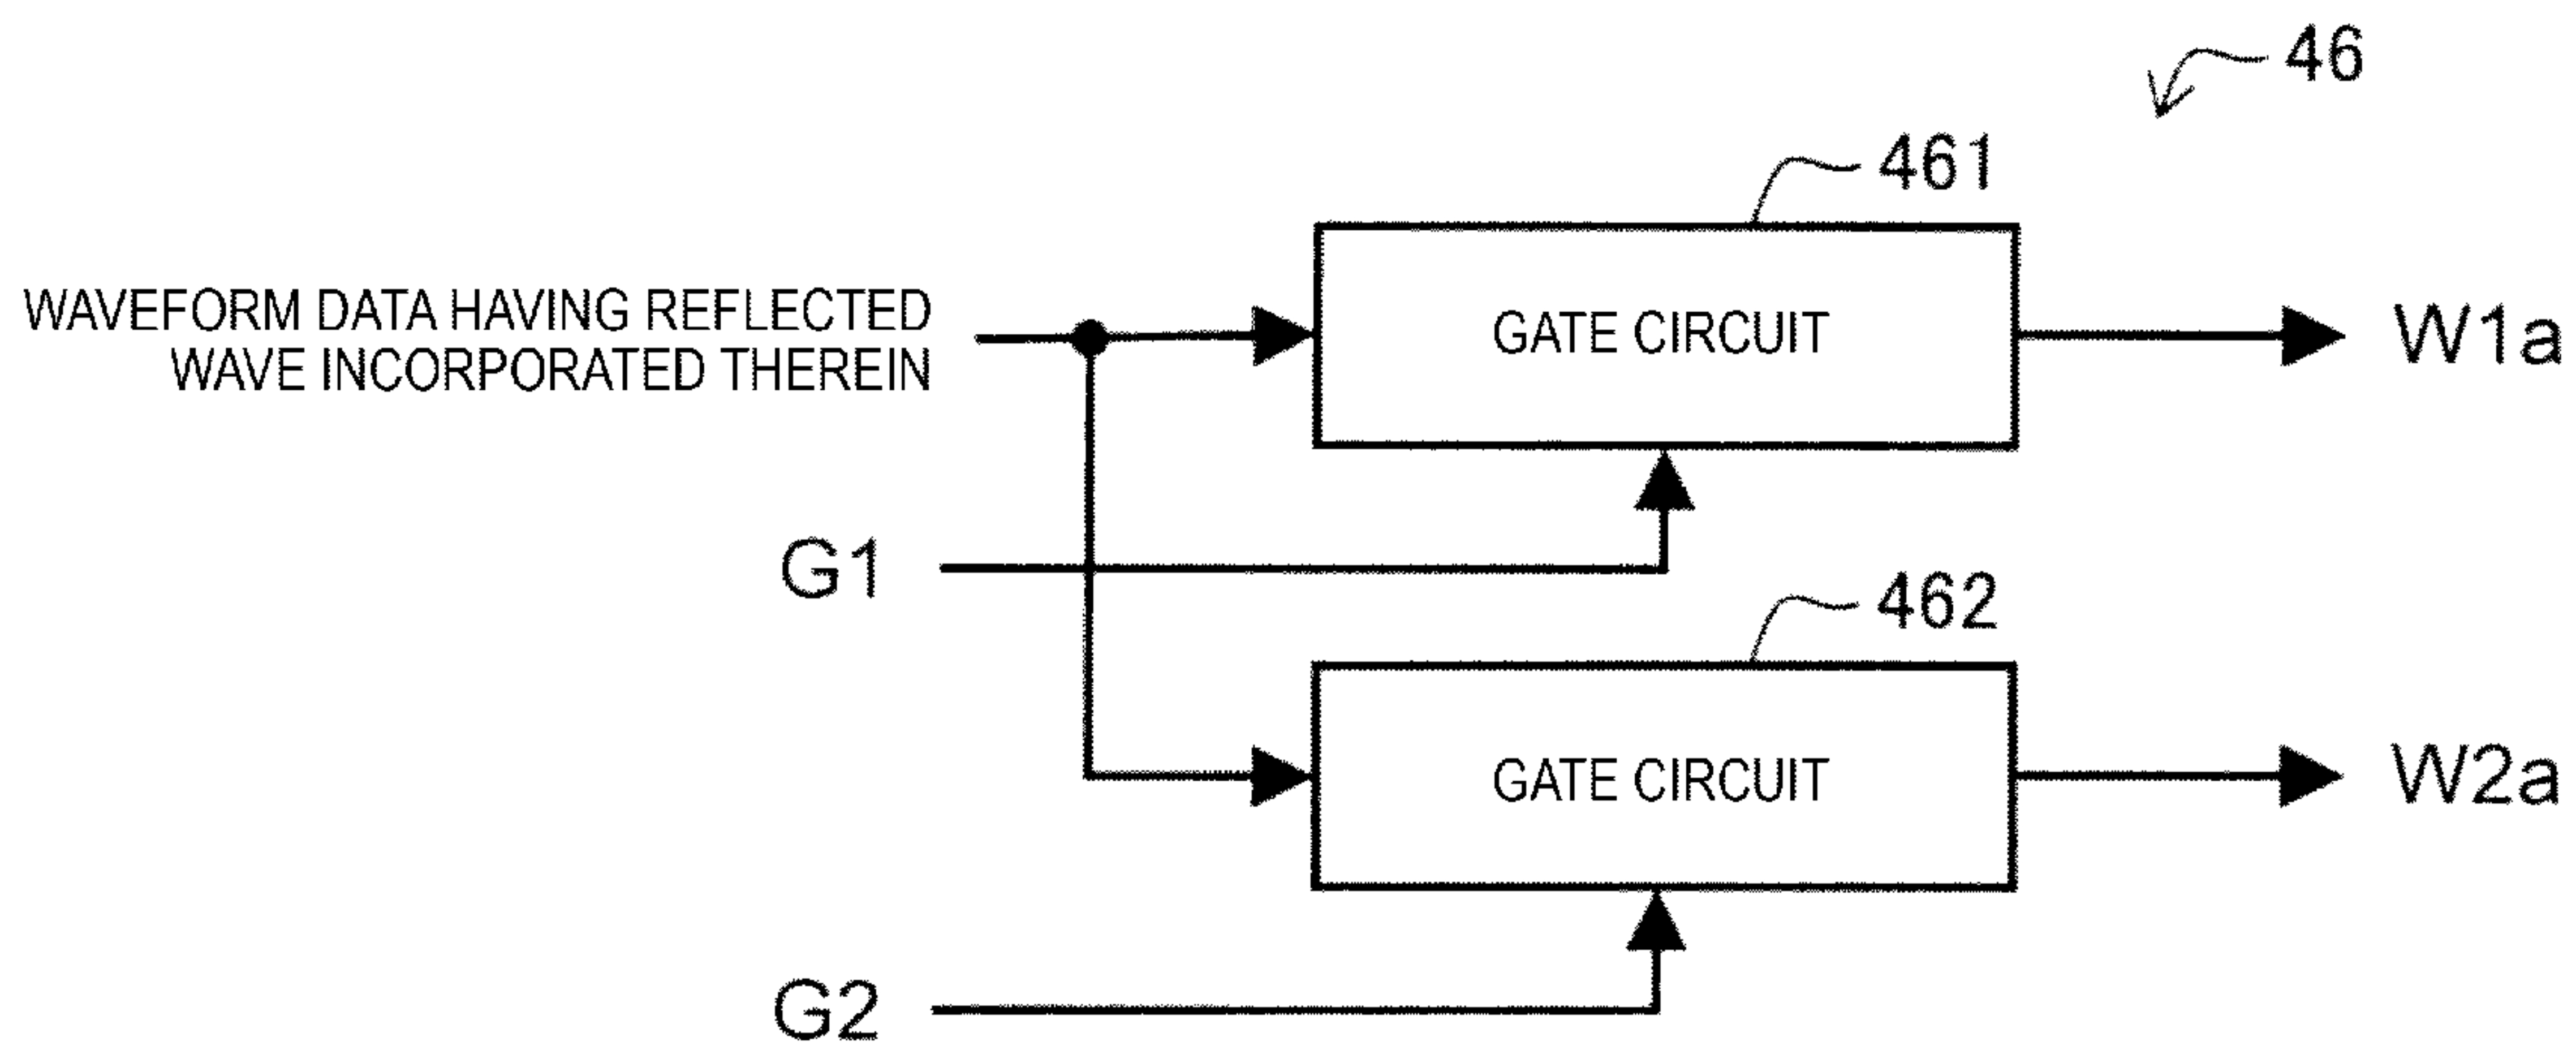 46
461
WAVEFORM DATA HAVING REFLECTED
WAVE INCORPORATED THEREIN
GATE CIRCUIT
W1a
G1
462
GATE CIRCUIT
W2a
G2